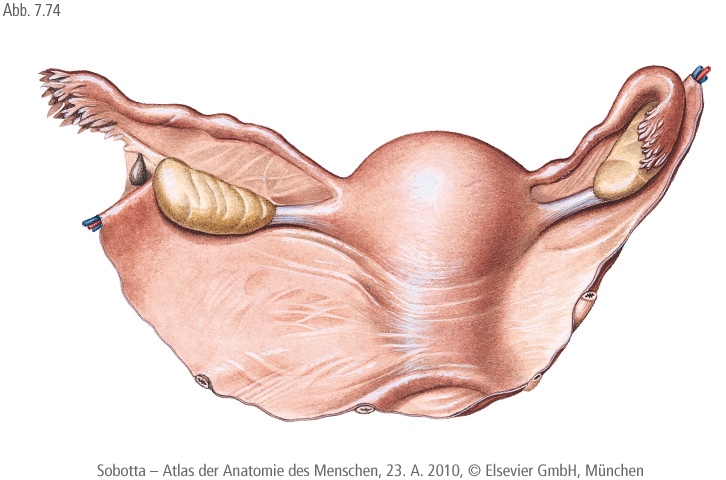 Abb. 7.74
Sobotta – Atlas der Anatomie des Menschen, 23. A. 2010, © Elsevier GmbH, München